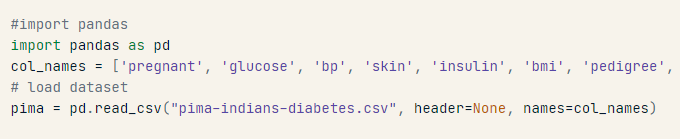 #import pandas
import pandas as pd
col_names = ['pregnant', 'glucose', 'bp', 'skin', 'insulin', 'bmi', 'pedigree',
# load dataset
pima = pd.read_csv("pima-indians-diabetes.csv", header=None, names=col_names)